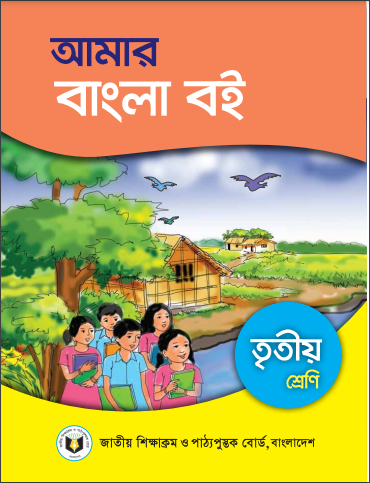 আমার
বাংলা বই
তৃতীয়
শ্রেণি
জাতীয় শিক্ষাক্রম ও পাঠ্যপুস্তক বোর্ড, বাংলাদেশ